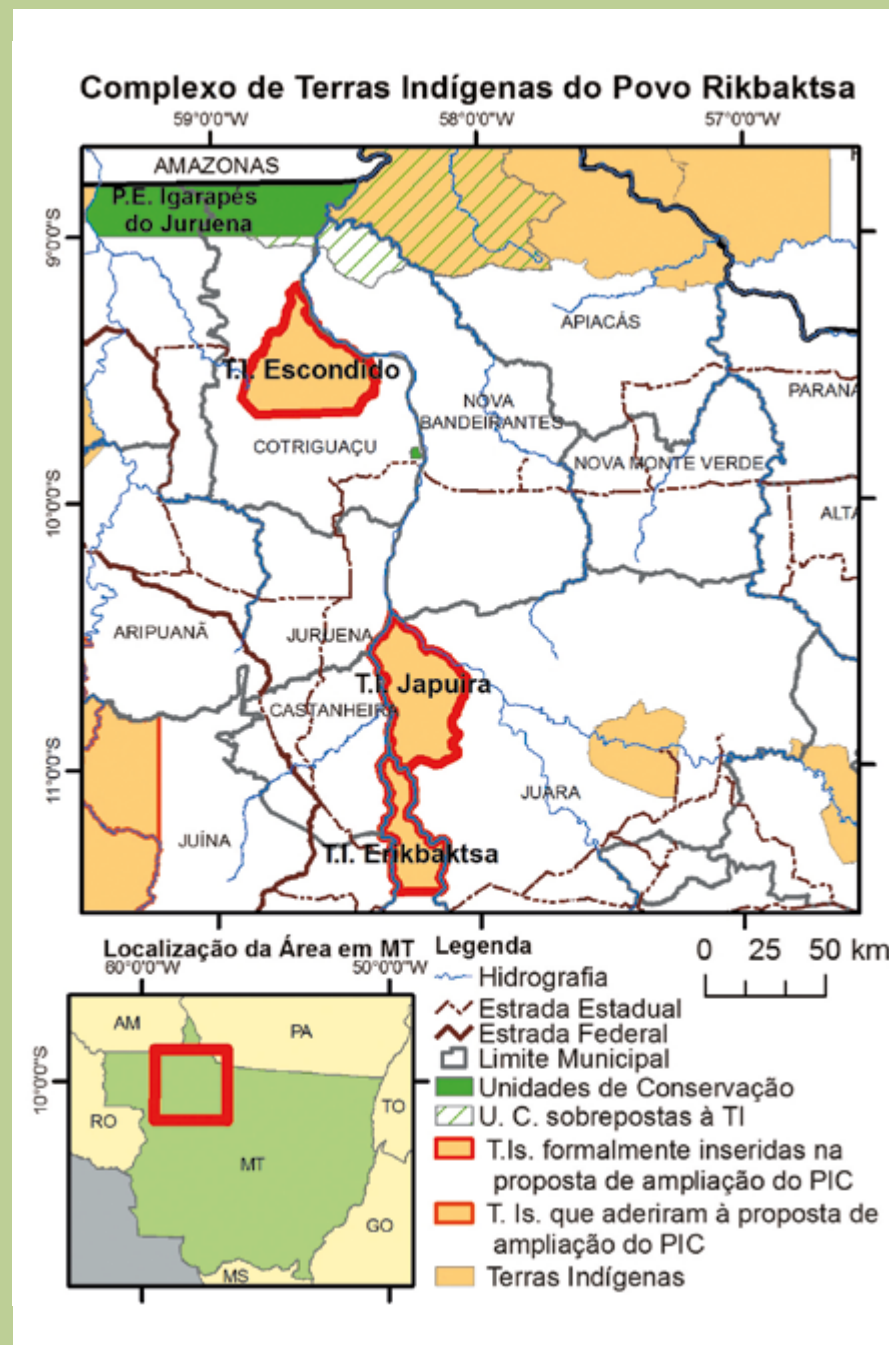 Complexo de Terras Indígenas do Povo Rikbaktsa
59°0'0"W 58°0'0"W 57°0'0"W
AMAZONAS
P.E. Igarapés
do Juruena
9°0'0"S
APIACÁS
T.I. Escondido
PARANA
NOVA
BANDEIRANTES
COTRIGUAÇU
NOVA MONTE VERDE
10°0'0"S
ALTA
ARIPUANÃ
JURUENA
T.I. Japuira
CASTANHEIRA
11°0'0"S
JUARA
JUÍNA
T.I. Erikbaktsa
Localização da Área em MT
60°0'0"W 50°0'0"W
10°0'0"S
AM
PA
RO
TO
MT
GO
MS
Legenda
0 25 50 km
Hidrografia
Estrada Estadual
Estrada Federal
Limite Municipal
Unidades de Conservação
U. C. sobrepostas à TI
T.Is. formalmente inseridas na
proposta de ampliação do PIC
T. Is. que aderiram à proposta de
ampliação do PIC
Terras Indígenas